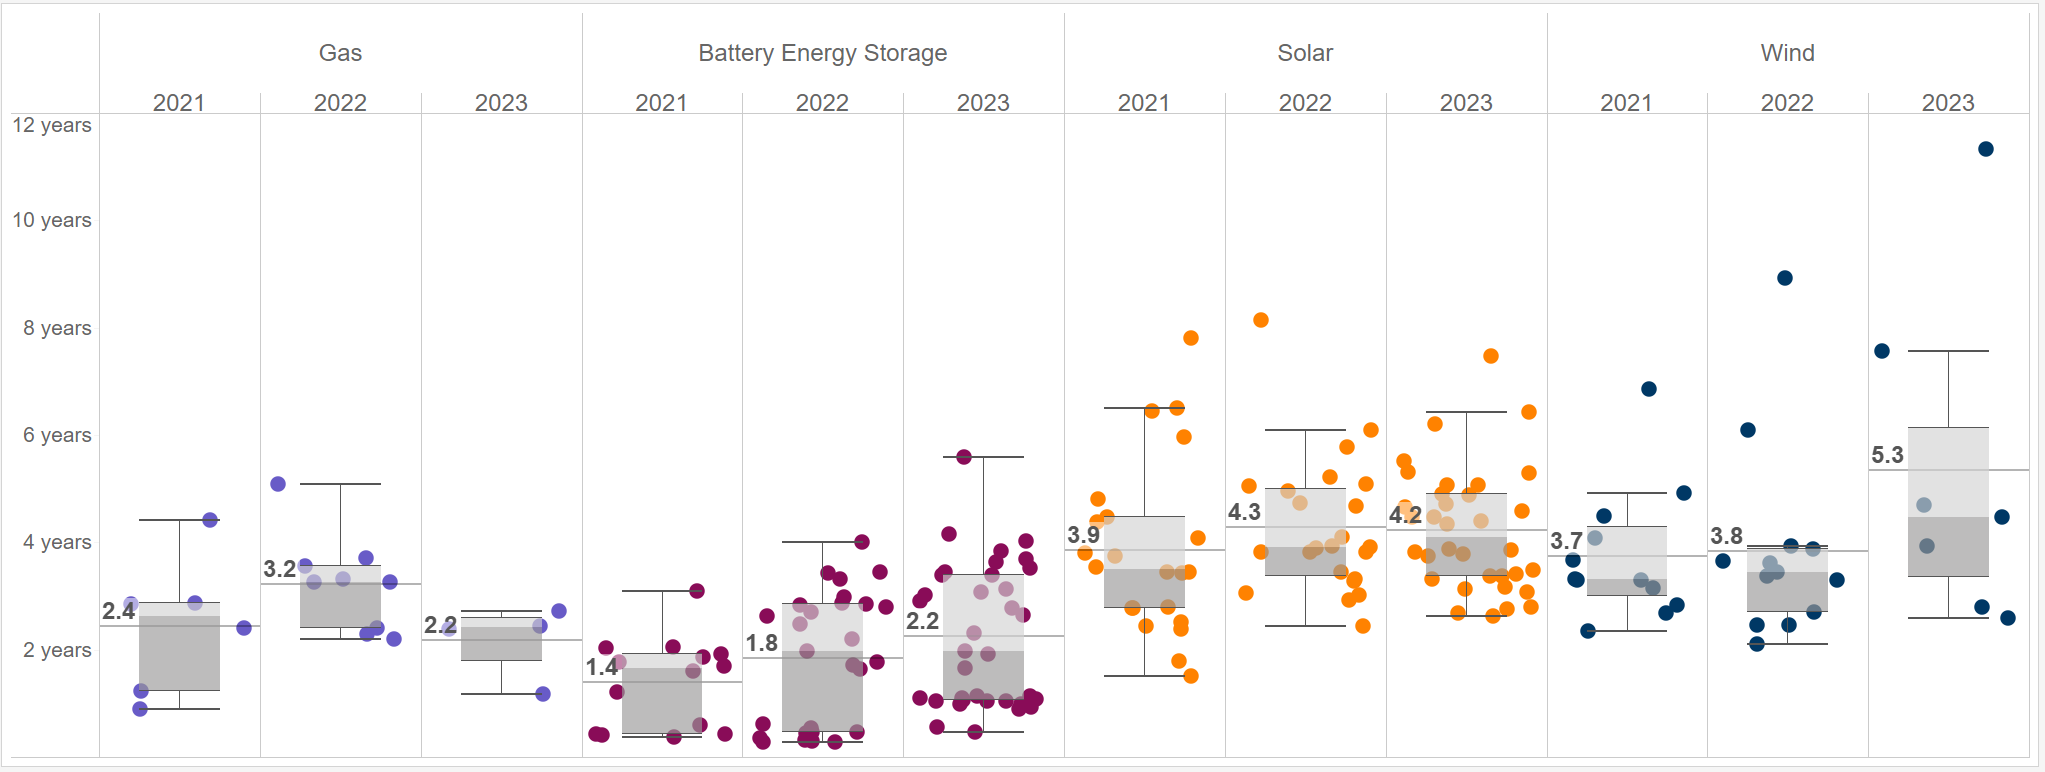 Gas Battery Energy Storage Solar Wind
2021 2022 2023 2021 2022 2023 2021 2022 2023 2021 2022 2023
12 years
10 years
8 years
6 years
4 years
2 years
2.4
3.2
2.2
1.4
1.8
2.2
3.9
4.3
4.2
3.7
3.8
5.3